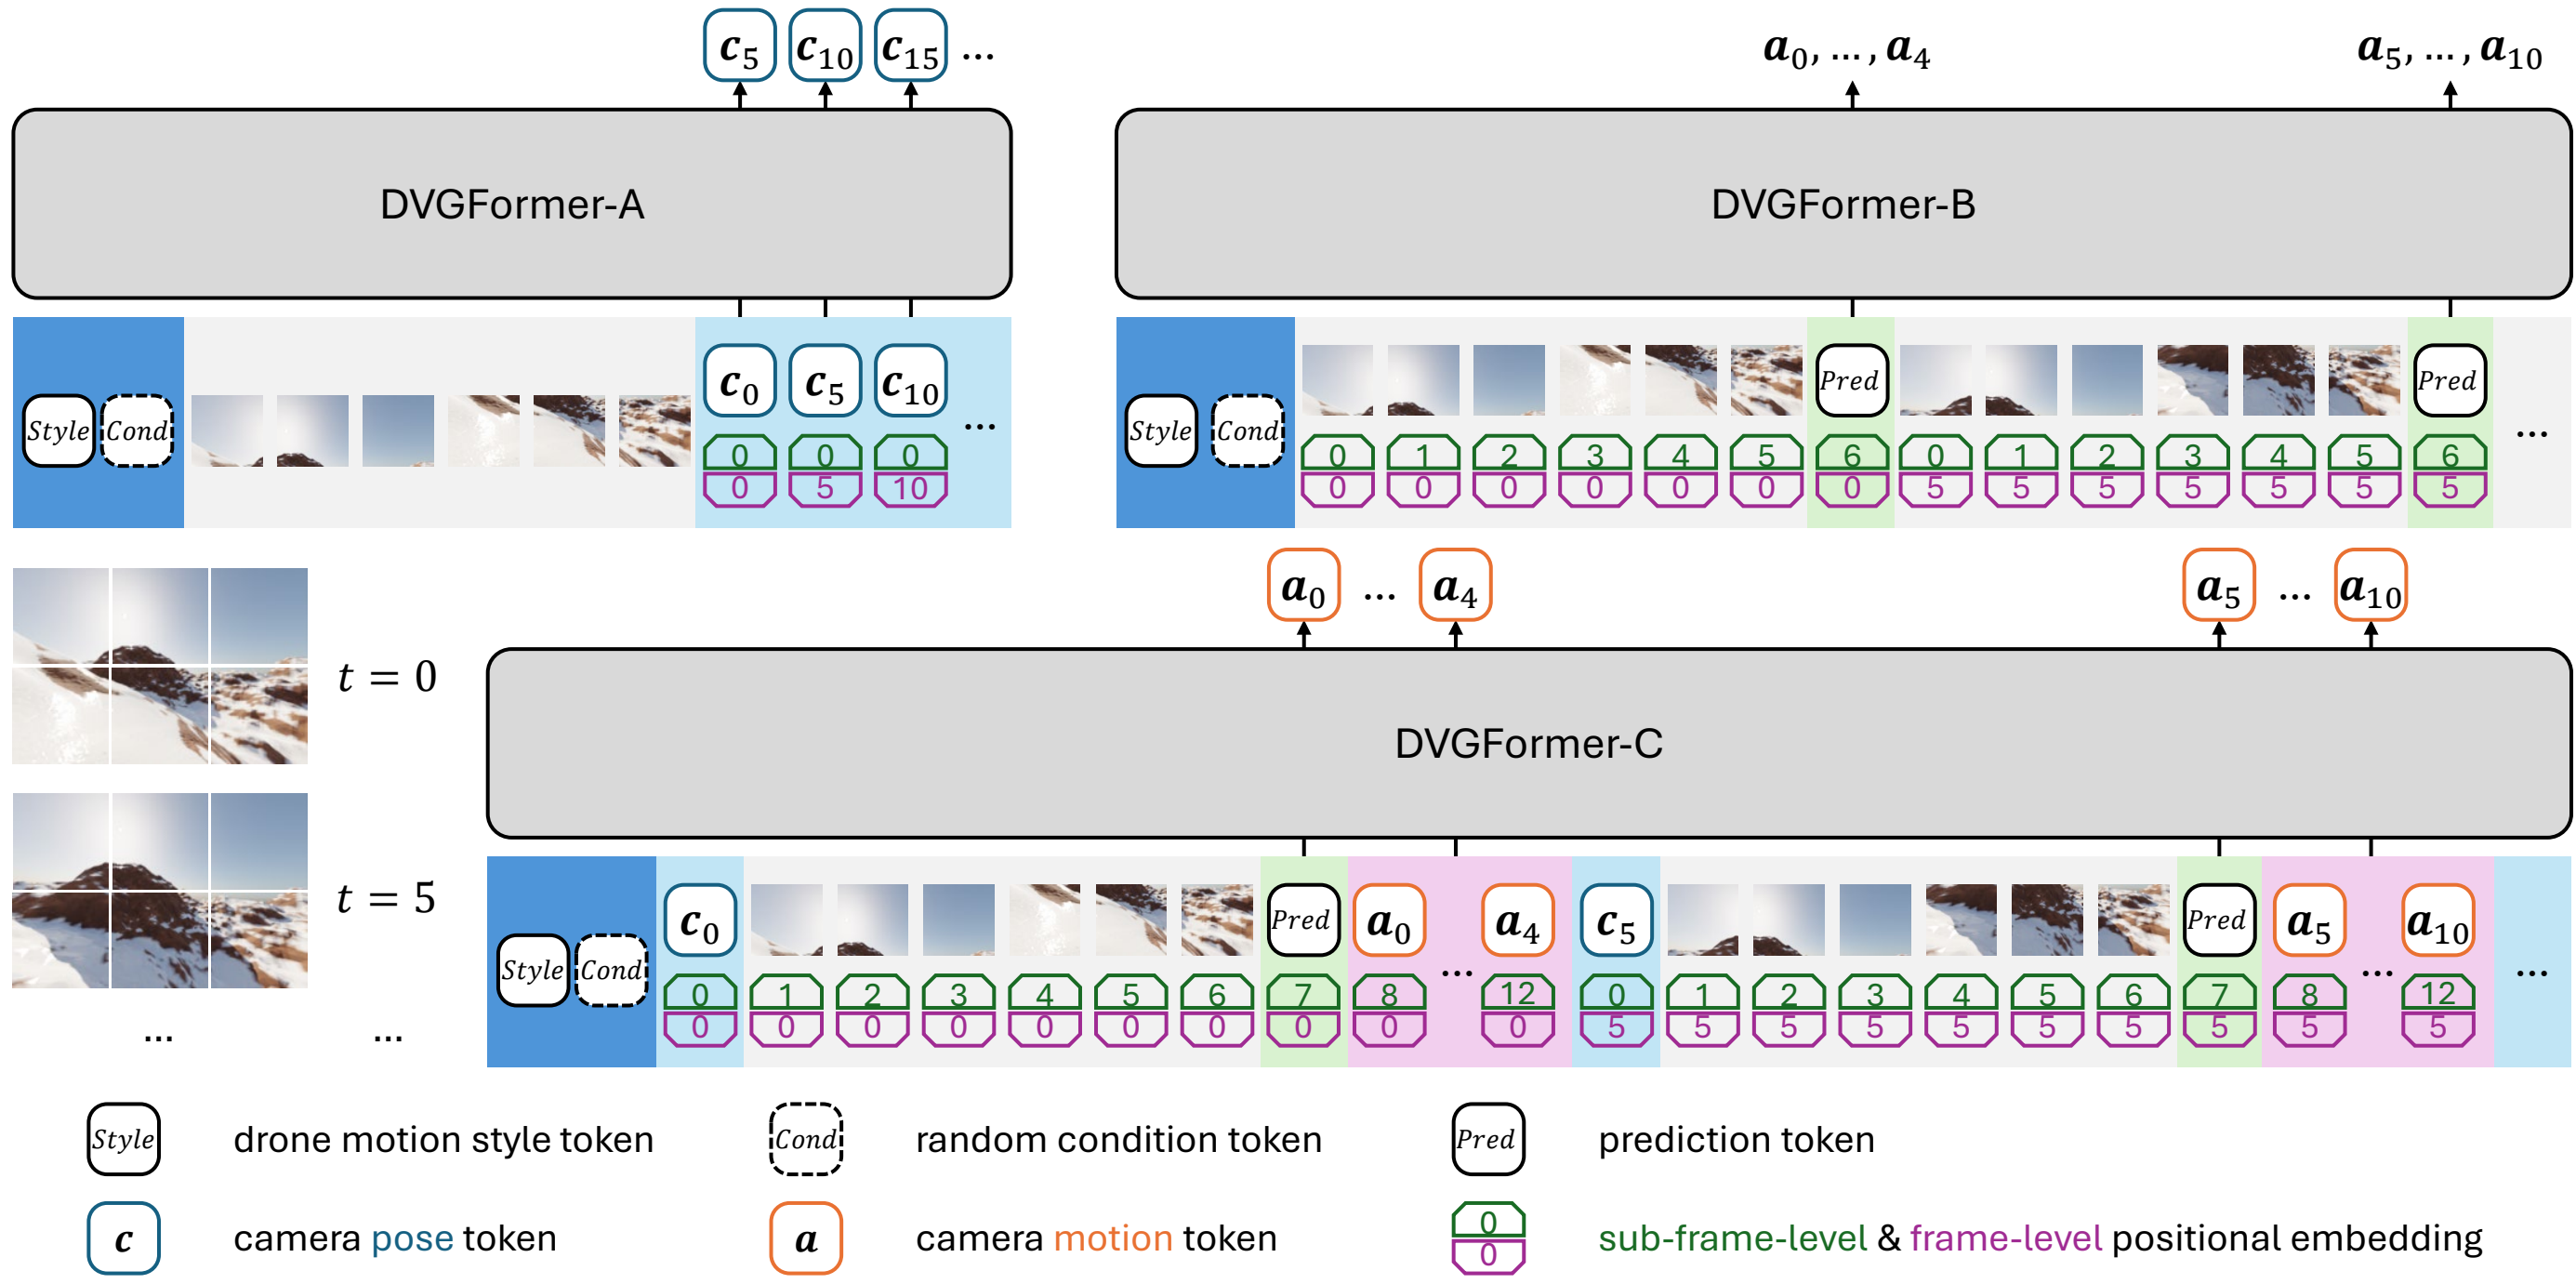 c5 c10 c15 ...
DVGFormer-A
Style Cond c0 c5 c10 ...
0 0 0
0 5 10
a0, ... , a4 a5, ... , a10
DVGFormer-B
Style Cond Pred Pred ...
0 1 2 3 4 5 6 0 1 2 3 4 5 6
0 0 0 0 0 0 0 5 5 5 5 5 5 5
t = 0
t = 5
... ...
a0 ... a4 a5 ... a10
DVGFormer-C
Style Cond c0 Pred a0 ... a4 c5 Pred a5 ... a10 ...
0 1 2 3 4 5 6 7 8 12 0 1 2 3 4 5 6 7 8 12
0 0 0 0 0 0 0 0 0 0 5 5 5 5 5 5 5 5 5 5
Style drone motion style token
Cond random condition token
Pred prediction token
c camera pose token
a camera motion token
0
0
sub-frame-level & frame-level positional embedding